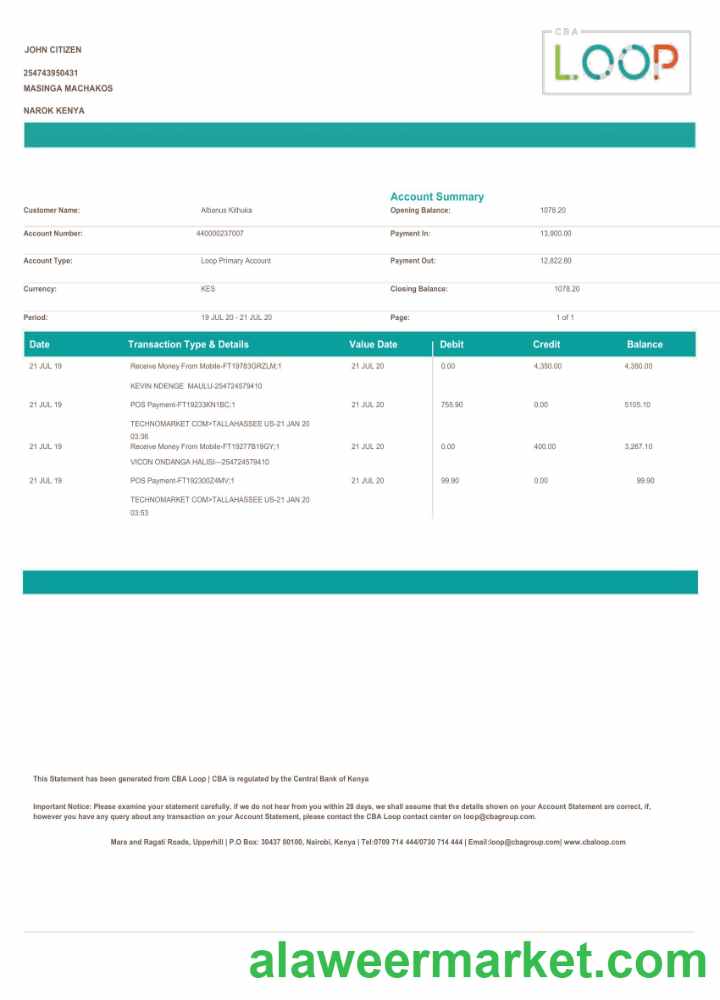 JOHN CITIZEN
254743950431
MASINGA MACHAKOS
NAROK KENYA
CBA
LOOP
Account Summary
Customer Name: Albanus Kithuka Opening Balance: 1078.20
Account Number: 440000237007 Payment In: 13,900.00
Account Type: Loop Primary Account Payment Out: 12,822.80
Currency: KES Closing Balance: 1078.20
Period: 19 JUL 20 - 21 JUL 20 Page: 1 of 1
Date Transaction Type & Details Value Date Debit Credit Balance
21 JUL 19 Receive Money From Mobile-FT19783GRZLM;1 21 JUL 20 0.00 4,350.00 4,350.00
KEVIN NDENGE MAULU-254724579410
21 JUL 19 POS Payment-FT19233KN1BC;1 21 JUL 20 755.90 0.00 5105.10
TECHNOMARKET COM>TALLAHASSEE US-21 JAN 20
03:36
21 JUL 19 Receive Money From Mobile-FT19277B19GY;1 21 JUL 20 0.00 400.00 3,267.10
VICON ONDANGA HALISI---254724579410
21 JUL 19 POS Payment-FT192300Z4MV;1 21 JUL 20 99.90 0.00 99.90
TECHNOMARKET COM>TALLAHASSEE US-21 JAN 20
03:53
This Statement has been generated from CBA Loop | CBA is regulated by the Central Bank of Kenya
Important Notice: Please examine your statement carefully, if we do not hear from you within 28 days, we shall assume that the details shown on your Account Statement are correct, if,
however you have any query about any transaction on your Account Statement, please contact the CBA Loop contact center on loop@cbagroup.com.
Mara and Ragati Roads, Upperhill | P.O Box: 30437 80100, Nairobi, Kenya | Tel:0709 714 444/0730 714 444 | Email:loop@cbagroup.com| www.cbaloop.com
alaweermarket.com